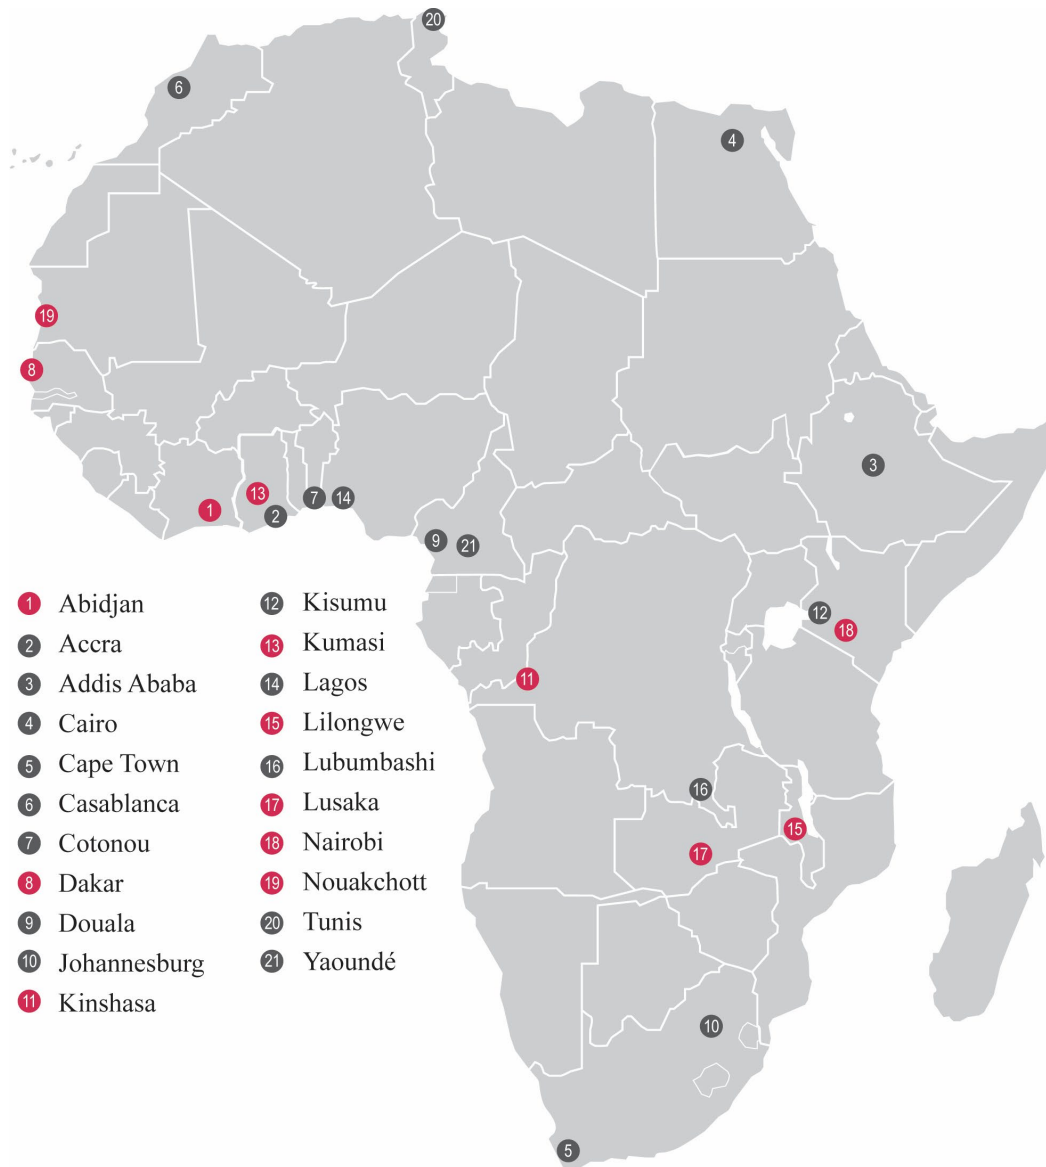 20
6
4
19
8
3
13
1
2
7
14
9
21
12
18
11
16
15
17
10
5
1 Abidjan
2 Accra
3 Addis Ababa
4 Cairo
5 Cape Town
6 Casablanca
7 Cotonou
8 Dakar
9 Douala
10 Johannesburg
11 Kinshasa
12 Kisumu
13 Kumasi
14 Lagos
15 Lilongwe
16 Lubumbashi
17 Lusaka
18 Nairobi
19 Nouakchott
20 Tunis
21 Yaoundé